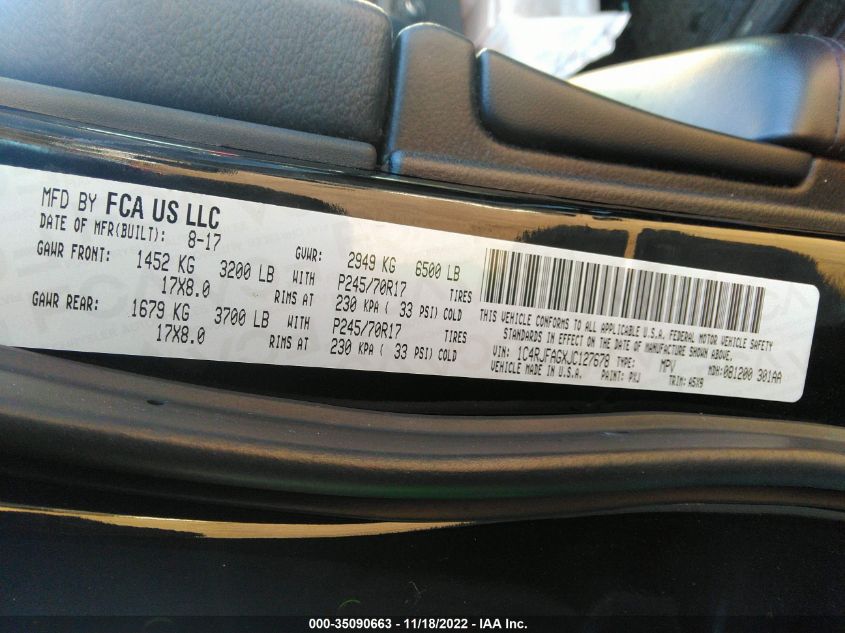 MFD BY FCA US LLC
DATE OF MFR(BUILT): 8-17
GVWR: 2949 KG 6500 LB
GAWR FRONT: 1452 KG 3200 LB WITH P245/70R17 TIRES
17X8.0 RIMS AT 230 KPA ( 33 PSI) COLD
GAWR REAR: 1679 KG 3700 LB WITH P245/70R17 TIRES
17X8.0 RIMS AT 230 KPA ( 33 PSI) COLD
THIS VEHICLE CONFORMS TO ALL APPLICABLE U.S.A. FEDERAL MOTOR VEHICLE SAFETY
STANDARDS IN EFFECT ON THE DATE OF MANUFACTURE SHOWN ABOVE.
VIN: 1C4RJFAGXJC127678 TYPE: MPV MDH: 081200 301AA
VEHICLE MADE IN U.S.A. PAINT: PXJ TRIM: A5X9
000-35090663 - 11/18/2022 - IAA Inc.